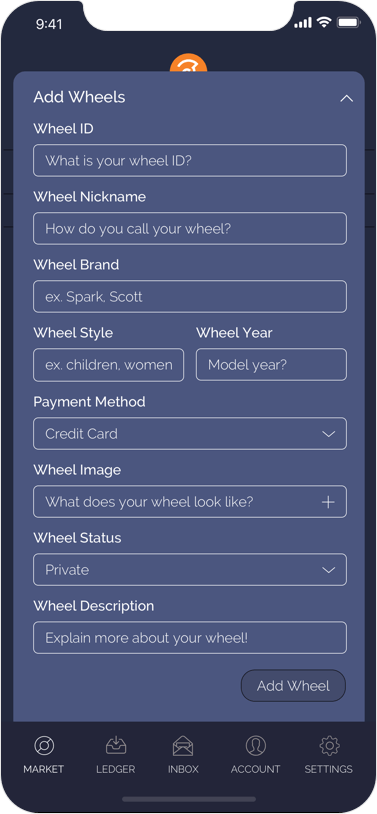 9:41
Add Wheels
Wheel ID
What is your wheel ID?
Wheel Nickname
How do you call your wheel?
Wheel Brand
ex. Spark, Scott
Wheel Style Wheel Year
ex. children, women Model year?
Payment Method
Credit Card
Wheel Image
What does your wheel look like?
Wheel Status
Private
Wheel Description
Explain more about your wheel!
Add Wheel
MARKET LEDGER INBOX ACCOUNT SETTINGS